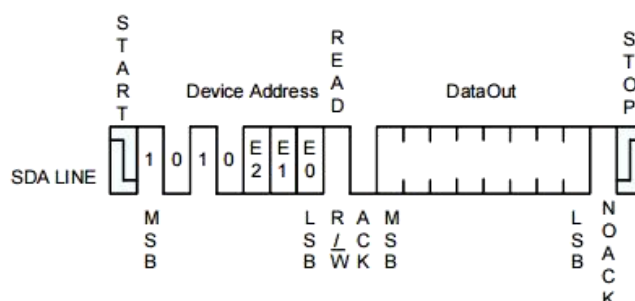 START
READ
STOP
Device Address
DataOut
SDA LINE
1 0 1 0 E2 E1 E0
MSB
LSB
R/W
ACK
MSB
LSB
NOACK